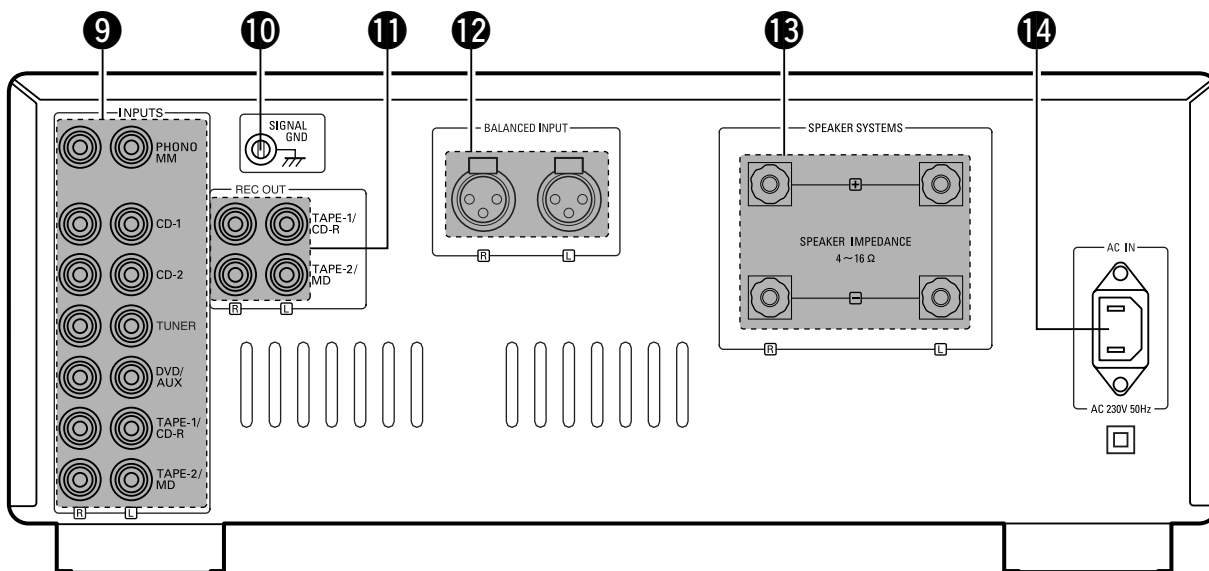 9 10 11 12 13 14
INPUTS
PHONO
MM
CD-1
CD-2
TUNER
DVD/
AUX
TAPE-1/
CD-R
TAPE-2/
MD
R L
SIGNAL
GND
REC OUT
TAPE-1/
CD-R
TAPE-2/
MD
R L
BALANCED INPUT
R L
SPEAKER SYSTEMS
+
SPEAKER IMPEDANCE
4~16 Ω
−
R L
AC IN
AC 230V 50Hz